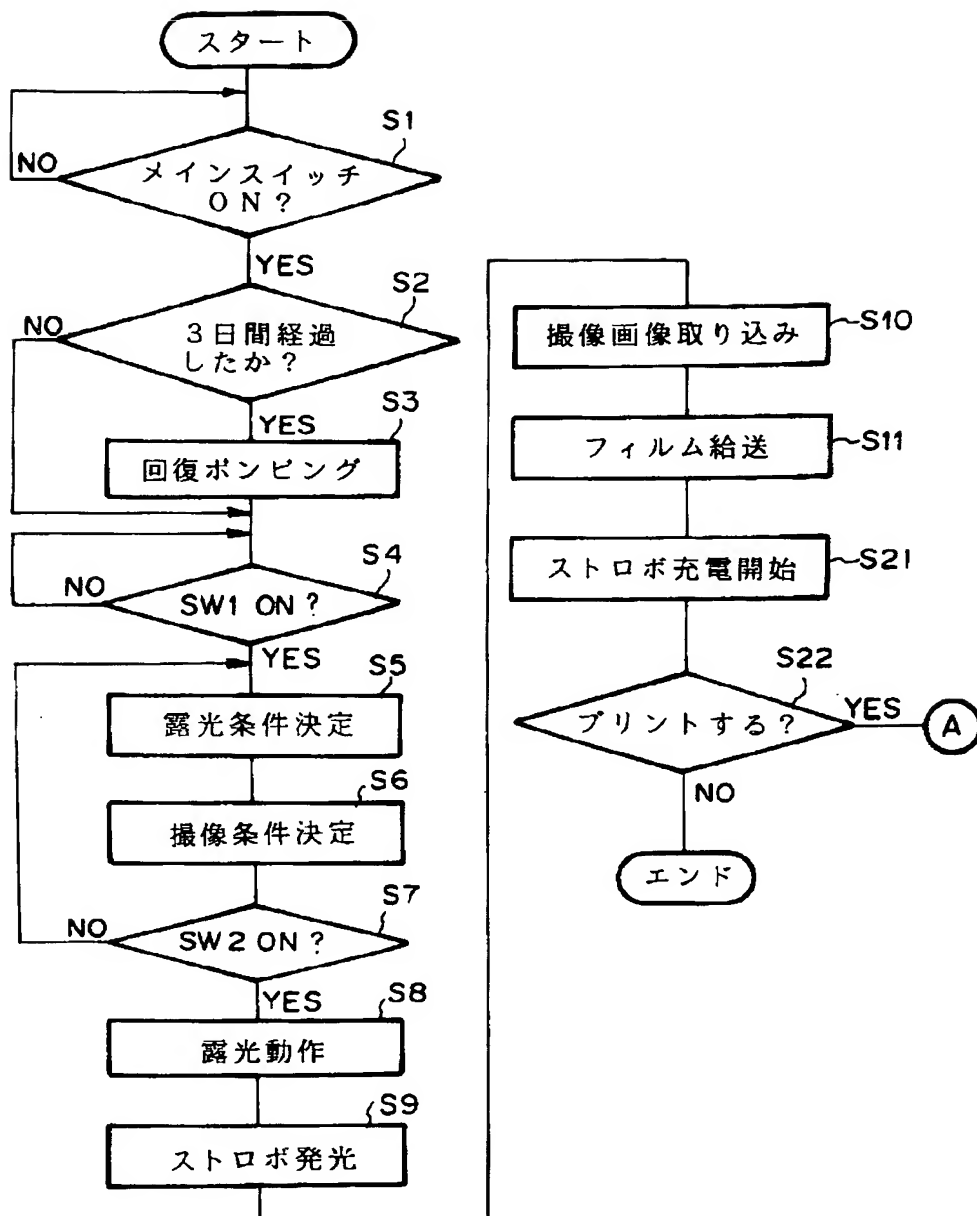 スタート
S1
NO
メインスイッチ
ON?
YES
S2
NO
3日間経過
したか?
YES
S3
回復ポンピング
S4
NO
SW1 ON?
YES
S5
露光条件決定
S6
撮像条件決定
S7
NO
SW2 ON?
YES
S8
露光動作
S9
ストロボ発光
撮像画像取り込み
S10
フィルム給送
S11
ストロボ充電開始
S21
S22
プリントする?
YES
A
NO
エンド